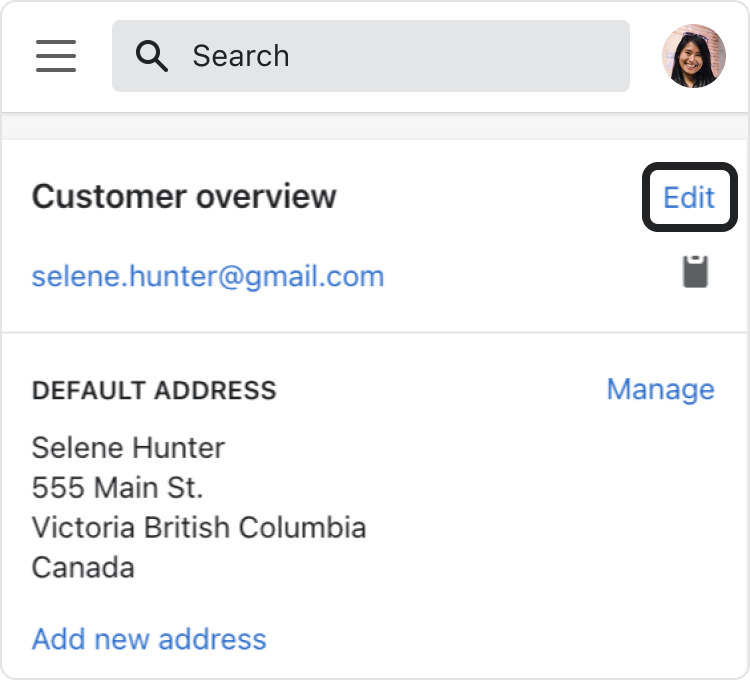 Search
Customer overview
Edit
selene.hunter@gmail.com
DEFAULT ADDRESS
Manage
Selene Hunter
555 Main St.
Victoria British Columbia
Canada
Add new address